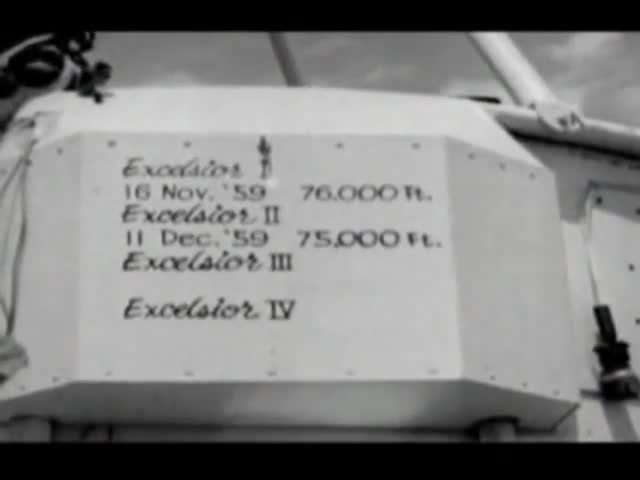 Excelsior I
16 Nov. '59 76,000 Ft.
Excelsior II
11 Dec. '59 75,000 Ft.
Excelsior III
Excelsior IV